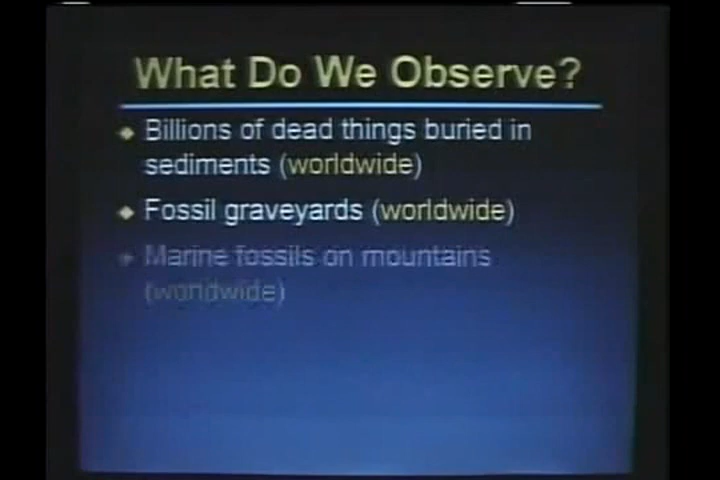 What Do We Observe?
Billions of dead things buried in
sediments (worldwide)
Fossil graveyards (worldwide)
Marine fossils on mountains
(worldwide)